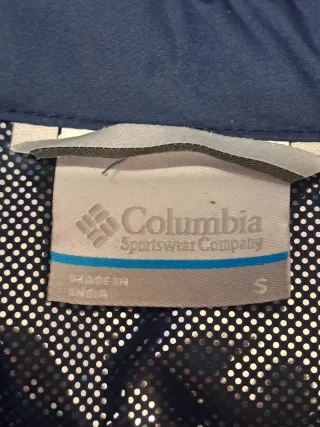 Columbia
Sportswear Company
MADE IN
INDIA
S